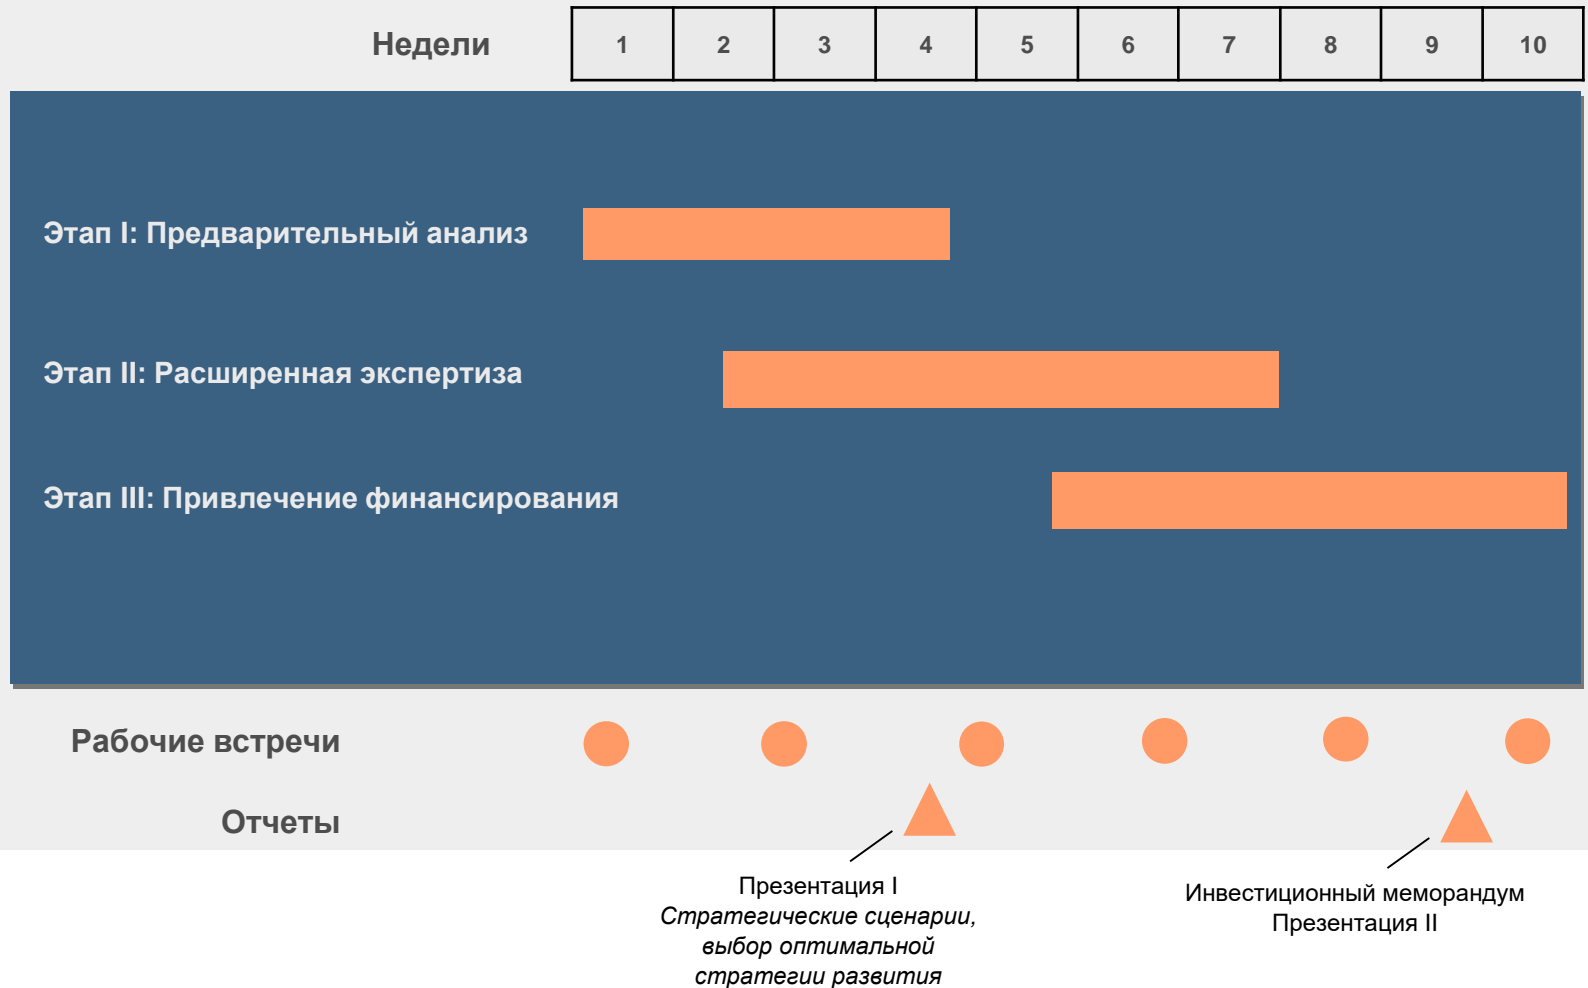 Недели 1 2 3 4 5 6 7 8 9 10
Этап I: Предварительный анализ
Этап II: Расширенная экспертиза
Этап III: Привлечение финансирования
Рабочие встречи
Отчеты
Презентация I
Стратегические сценарии,
выбор оптимальной
стратегии развития
Инвестиционный меморандум
Презентация II